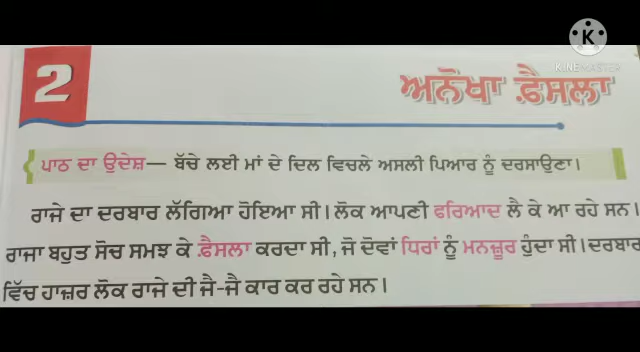 K
KINEMASTER
2
ਅਨੋਖਾ ਫ਼ੈਸਲਾ
ਪਾਠ ਦਾ ਉਦੇਸ਼— ਬੱਚੇ ਲਈ ਮਾਂ ਦੇ ਦਿਲ ਵਿਚਲੇ ਅਸਲੀ ਪਿਆਰ ਨੂੰ ਦਰਸਾਉਣਾ।
ਰਾਜੇ ਦਾ ਦਰਬਾਰ ਲੱਗਿਆ ਹੋਇਆ ਸੀ। ਲੋਕ ਆਪਣੀ ਫਰਿਆਦ ਲੈ ਕੇ ਆ ਰਹੇ ਸਨ।
ਰਾਜਾ ਬਹੁਤ ਸੋਚ ਸਮਝ ਕੇ ਫ਼ੈਸਲਾ ਕਰਦਾ ਸੀ, ਜੋ ਦੋਵਾਂ ਧਿਰਾਂ ਨੂੰ ਮਨਜ਼ੂਰ ਹੁੰਦਾ ਸੀ। ਦਰਬਾਰ
ਵਿੱਚ ਹਾਜ਼ਰ ਲੋਕ ਰਾਜੇ ਦੀ ਜੈ-ਜੈ ਕਾਰ ਕਰ ਰਹੇ ਸਨ।